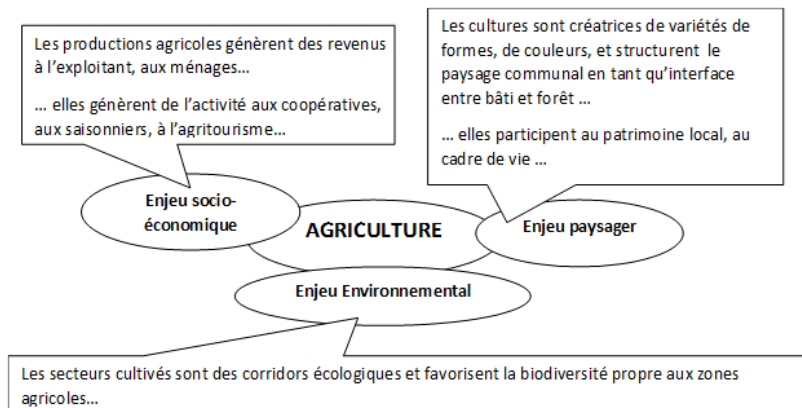 Les productions agricoles génèrent des revenus
à l'exploitant, aux ménages…
… elles génèrent de l'activité aux coopératives,
aux saisonniers, à l'agritourisme…
Les cultures sont créatrices de variétés de
formes, de couleurs, et structurent le
paysage communal en tant qu'interface
entre bâti et forêt …
… elles participent au patrimoine local, au
cadre de vie …
Enjeu socio-
économique
AGRICULTURE
Enjeu paysager
Enjeu Environnemental
Les secteurs cultivés sont des corridors écologiques et favorisent la biodiversité propre aux zones
agricoles…